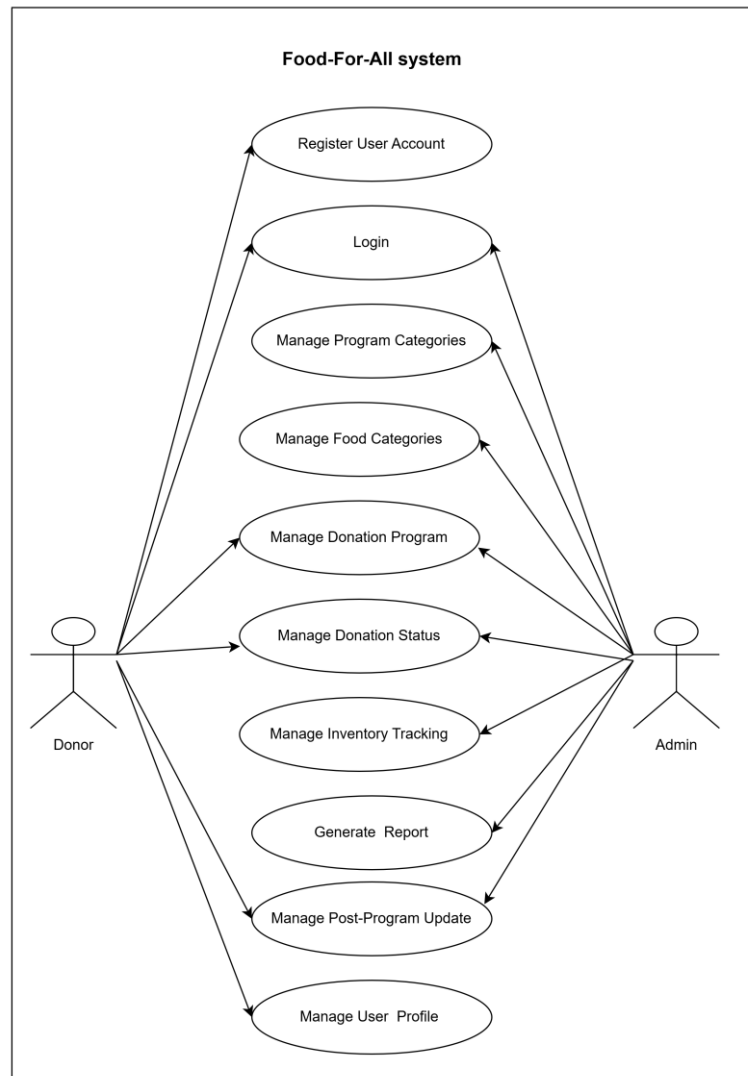 Food-For-All system
Register User Account
Login
Manage Program Categories
Manage Food Categories
Manage Donation Program
Manage Donation Status
Manage Inventory Tracking
Donor
Admin
Generate Report
Manage Post-Program Update
Manage User Profile